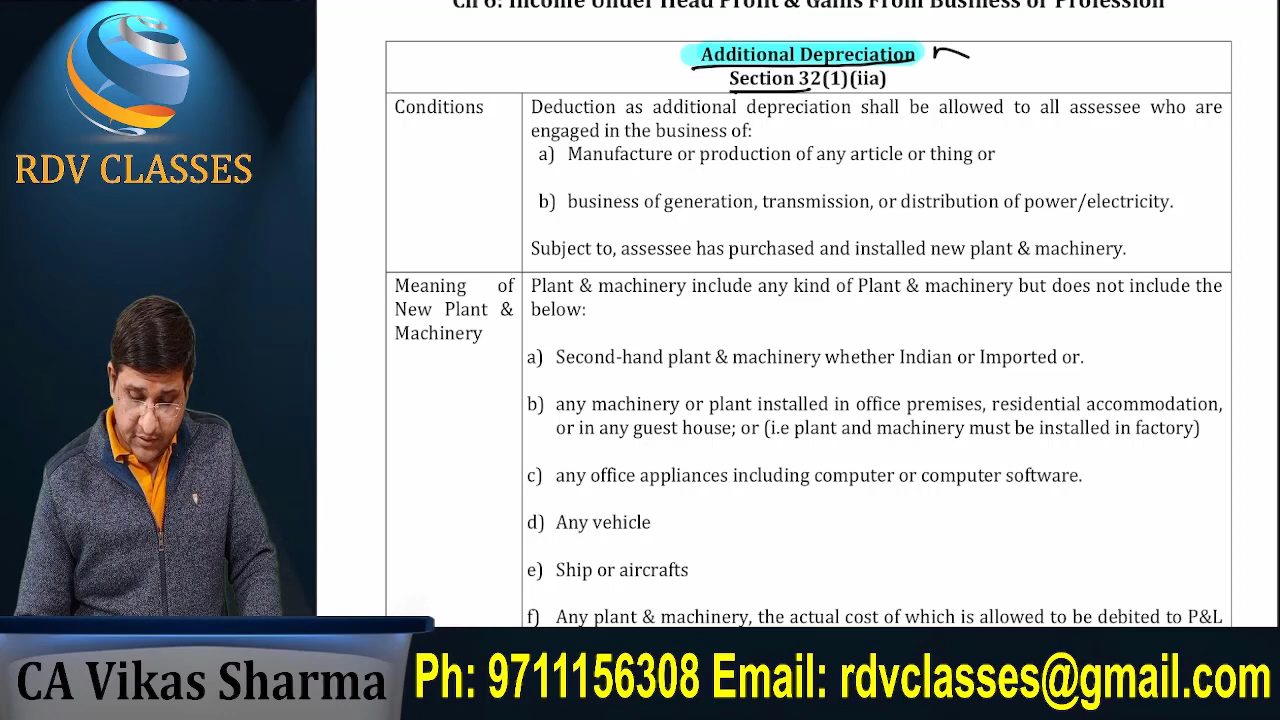 Ch 6: Income Under Head Profit & Gains From Business or Profession
Additional Depreciation
Section 32(1)(iia)
Conditions
Deduction as additional depreciation shall be allowed to all assessee who are
engaged in the business of:
a) Manufacture or production of any article or thing or
b) business of generation, transmission, or distribution of power/electricity.
Subject to, assessee has purchased and installed new plant & machinery.
Meaning of
New Plant &
Machinery
Plant & machinery include any kind of Plant & machinery but does not include the
below:
a) Second-hand plant & machinery whether Indian or Imported or.
b) any machinery or plant installed in office premises, residential accommodation,
or in any guest house; or (i.e plant and machinery must be installed in factory)
c) any office appliances including computer or computer software.
d) Any vehicle
e) Ship or aircrafts
f) Any plant & machinery, the actual cost of which is allowed to be debited to P&L
RDV CLASSES
CA Vikas Sharma
Ph: 9711156308 Email: rdvclasses@gmail.com